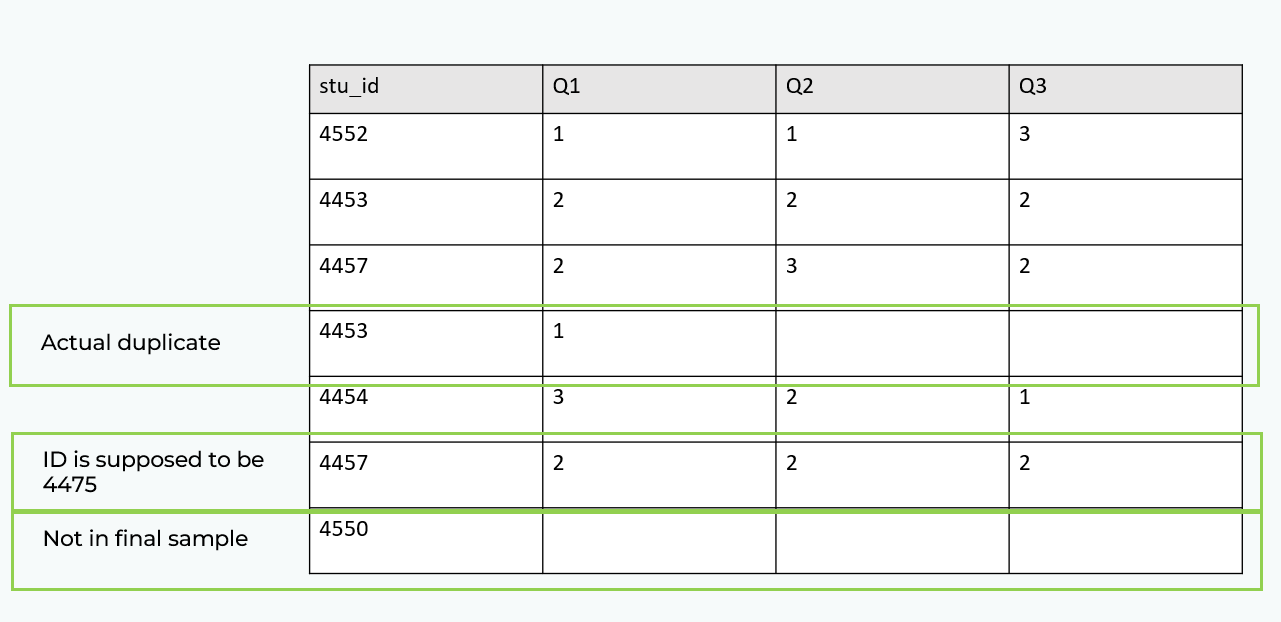 stu_id Q1 Q2 Q3
4552 1 1 3
4453 2 2 2
4457 2 3 2
Actual duplicate 4453 1
4454 3 2 1
ID is supposed to be 4457 2 2 2
4475
Not in final sample 4550